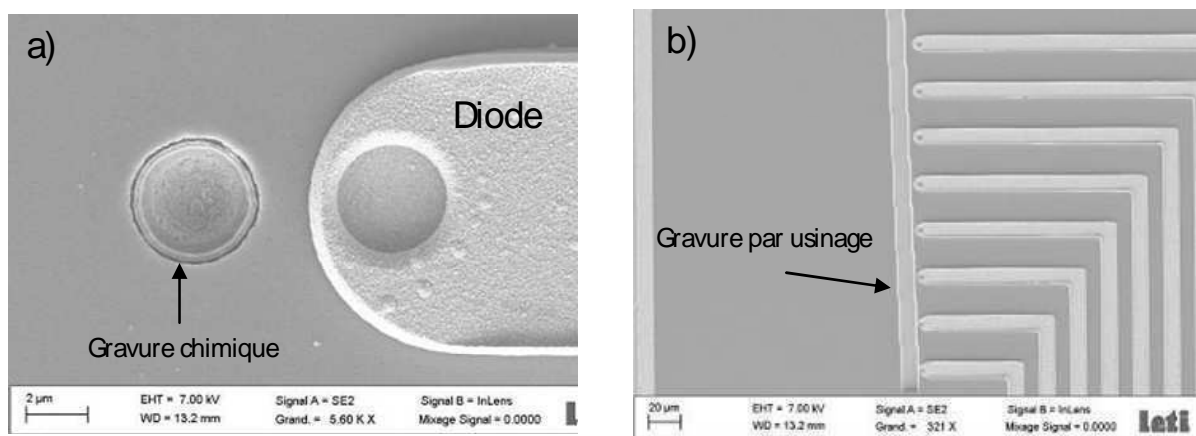 a)
Diode
Gravure chimique
2 µm
EHT = 7.00 kV
WD = 13.2 mm
Signal A = SE2
Grand. = 5.60 K X
Signal B = InLens
Mixage Signal = 0.0000
b)
Gravure par usinage
20 µm
EHT = 7.00 kV
WD = 13.2 mm
Signal A = SE2
Grand. = 321 X
Signal B = InLens
Mixage Signal = 0.0000
Leti